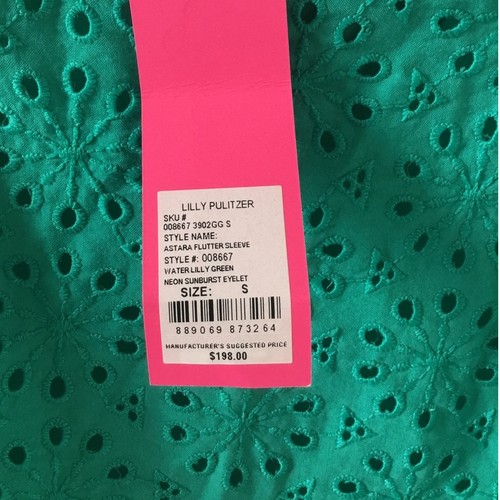 LILLY PULITZER
SKU #
008667 3902GG S
STYLE NAME:
ASTARA FLUTTER SLEEVE
STYLE #: 008667
WATER LILLY GREEN
NEON SUNBURST EYELET
SIZE: S
889069 873264
MANUFACTURER'S SUGGESTED PRICE
$198.00